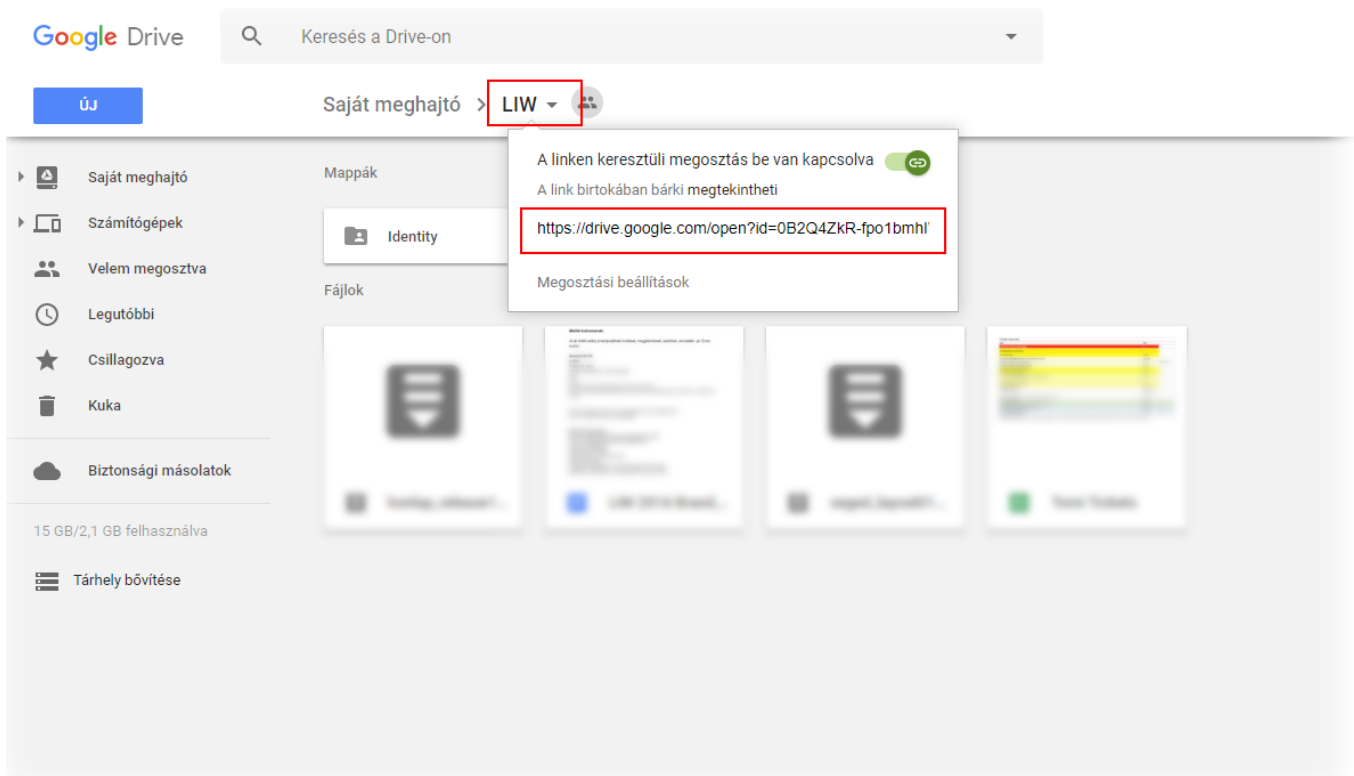 Google Drive
Keresés a Drive-on
ÚJ
Saját meghajtó > LIW
A linken keresztüli megosztás be van kapcsolva
A link birtokában bárki megtekintheti
https://drive.google.com/open?id=0B2Q4ZkR-fpo1bmhl
Megosztási beállítások
Saját meghajtó
Számítógépek
Velem megosztva
Legutóbbi
Csillagozva
Kuka
Biztonsági másolatok
15 GB/2,1 GB felhasználva
Tárhely bővítése
Mappák
Identity
Fájlok